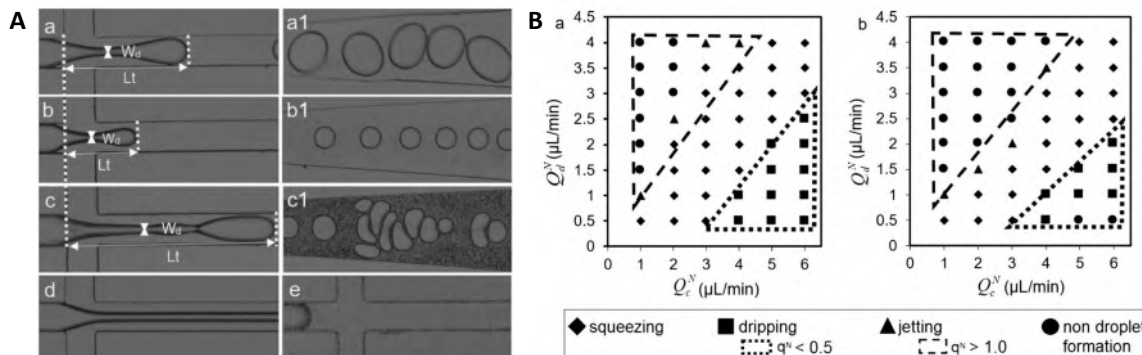 A
a
Wd
Lt
a1
b
Wd
Lt
b1
c
Wd
Lt
c1
d
e
B
a
Q_d^N (μL/min)
4.5
4
3.5
3
2.5
2
1.5
1
0.5
0
0 1 2 3 4 5 6
Q_c^N (μL/min)
b
Q_d^N (μL/min)
4.5
4
3.5
3
2.5
2
1.5
1
0.5
0
0 1 2 3 4 5 6
Q_c^N (μL/min)
squeezing dripping jetting non droplet
formation
qᴺ < 0.5 qᴺ > 1.0